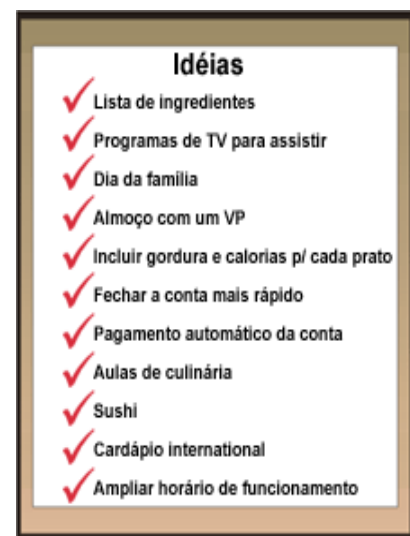 Idéias
Lista de ingredientes
Programas de TV para assistir
Dia da família
Almoço com um VP
Incluir gordura e calorias p/ cada prato
Fechar a conta mais rápido
Pagamento automático da conta
Aulas de culinária
Sushi
Cardápio international
Ampliar horário de funcionamento